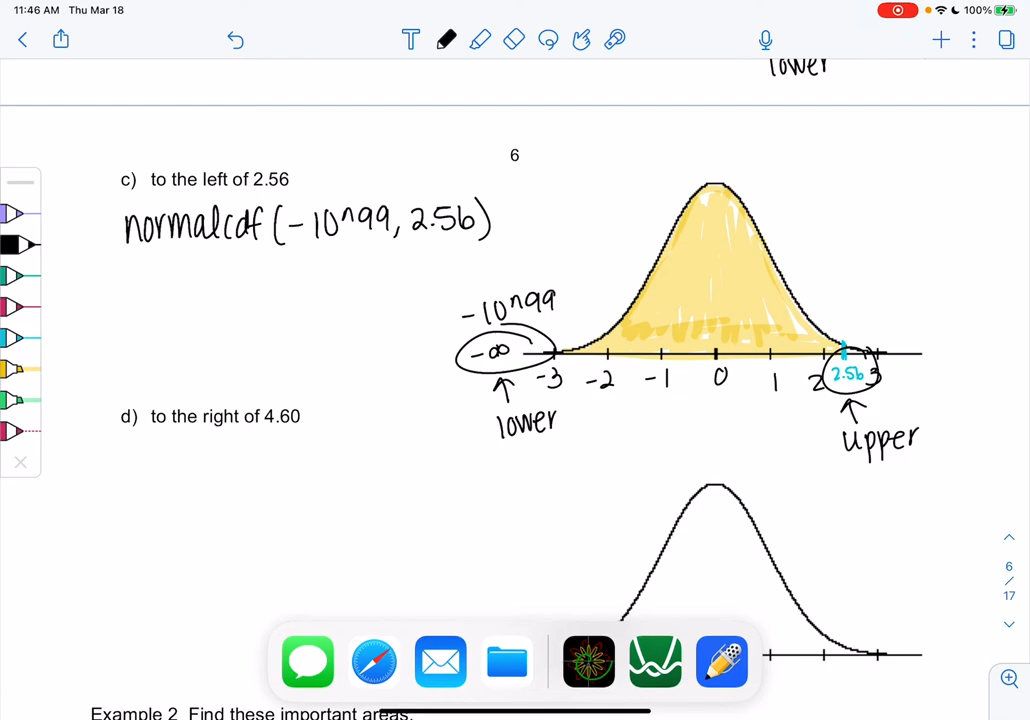 11:46 AM Thu Mar 18
100%
T
lower
6
c) to the left of 2.56
normalcdf (-10^99, 2.56)
-10^99
-∞
-3 -2 -1 0 1 2 2.56 3
lower
upper
d) to the right of 4.60
6
/
17
Example 2 Find these important areas.